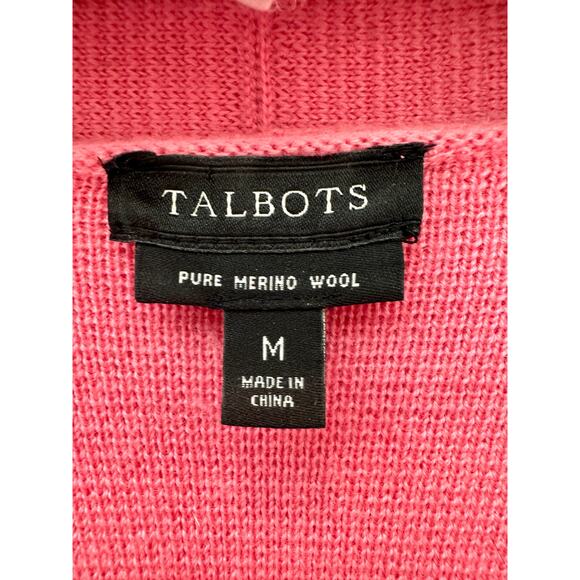 TALBOTS
PURE MERINO WOOL
M
MADE IN
CHINA